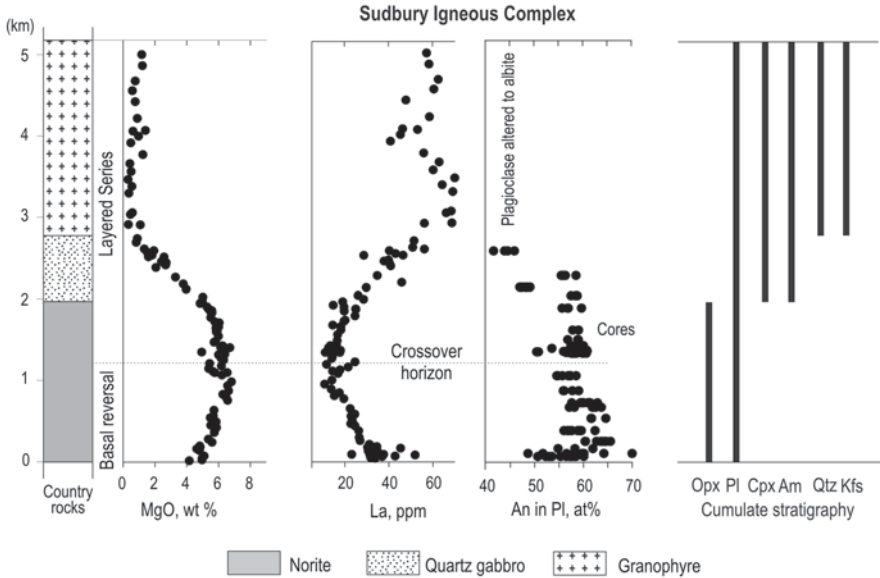 Sudbury Igneous Complex
(km)
5
4
3
2
1
0
Country
rocks
Layered Series
Basal reversal
0 2 4 6 8
MgO, wt %
Crossover
horizon
20 40 60
La, ppm
Plagioclase altered to albite
Cores
40 50 60 70
An in Pl, at%
Opx Pl Cpx Am Qtz Kfs
Cumulate stratigraphy
Norite
Quartz gabbro
Granophyre